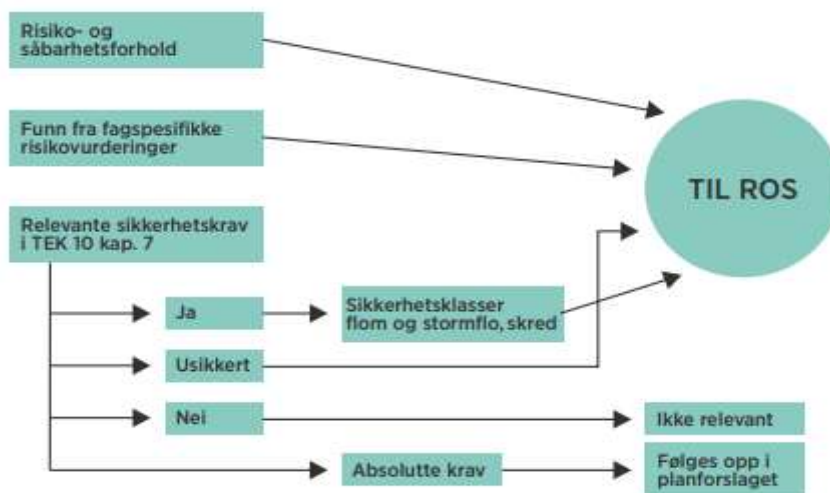 Risiko- og
såbarhetsforhold
Funn fra fagspesifikke
risikovurderinger
TIL ROS
Relevante sikkerhetskrav
i TEK 10 kap. 7
Ja
Sikkerhetsklasser
flom og stormflo, skred
Usikkert
Nei
Ikke relevant
Absolutte krav
Følges opp i
planforslaget